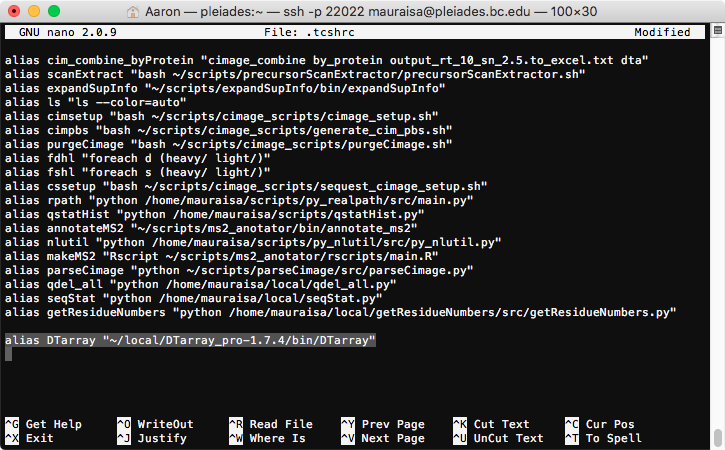 Aaron — pleiades:~ — ssh -p 22022 mauraisa@pleiades.bc.edu — 100×30
GNU nano 2.0.9 File: .tcshrc Modified
alias cim_combine_byProtein "cimage_combine by_protein output_rt_10_sn_2.5.to_excel.txt dta"
alias scanExtract "bash ~/scripts/precursorScanExtractor/precursorScanExtractor.sh"
alias expandSupInfo "~/scripts/expandSupInfo/bin/expandSupInfo"
alias ls "ls --color=auto"
alias cimsetup "bash ~/scripts/cimage_scripts/cimage_setup.sh"
alias cimpbs "bash ~/scripts/cimage_scripts/generate_cim_pbs.sh"
alias purgeCimage "bash ~/scripts/cimage_scripts/purgeCimage.sh"
alias fdhl "foreach d (heavy/ light/)"
alias fshl "foreach s (heavy/ light/)"
alias cssetup "bash ~/scripts/cimage_scripts/sequest_cimage_setup.sh"
alias rpath "python /home/mauraisa/scripts/py_realpath/src/main.py"
alias qstatHist "python /home/mauraisa/scripts/qstatHist.py"
alias annotateMS2 "~/scripts/ms2_anotator/bin/annotate_ms2"
alias nlutil "python /home/mauraisa/scripts/py_nlutil/src/py_nlutil.py"
alias makeMS2 "Rscript ~/scripts/ms2_anotator/rscripts/main.R"
alias parseCimage "python ~/scripts/parseCimage/src/parseCimage.py"
alias qdel_all "python /home/mauraisa/local/qdel_all.py"
alias seqStat "python /home/mauraisa/local/seqStat.py"
alias getResidueNumbers "python /home/mauraisa/local/getResidueNumbers/src/getResidueNumbers.py"
alias DTarray "~/local/DTarray_pro-1.7.4/bin/DTarray"
^G Get Help ^O WriteOut ^R Read File ^Y Prev Page ^K Cut Text ^C Cur Pos
^X Exit ^J Justify ^W Where Is ^V Next Page ^U UnCut Text ^T To Spell